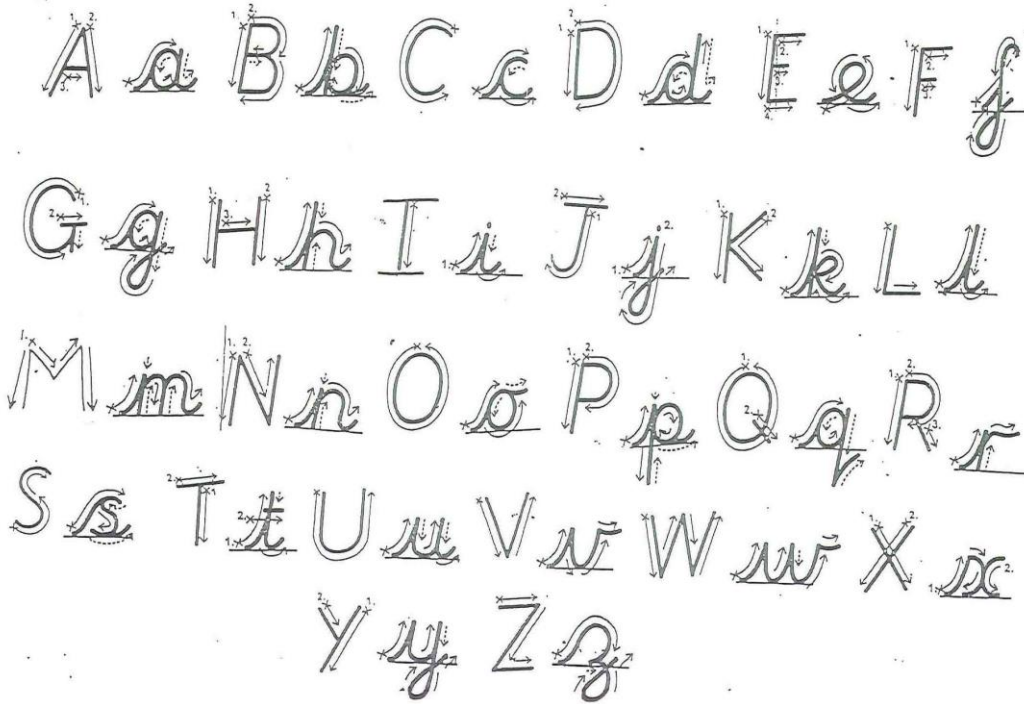 A a B b C c D d E e F f
G g H h I i J j K k L l
M m N n O o P p Q q R r
S s T t U u V v W w X x
Y y Z z